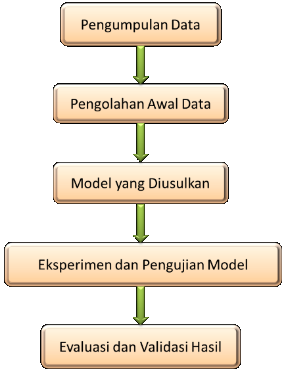 Pengumpulan Data
Pengolahan Awal Data
Model yang Diusulkan
Eksperimen dan Pengujian Model
Evaluasi dan Validasi Hasil